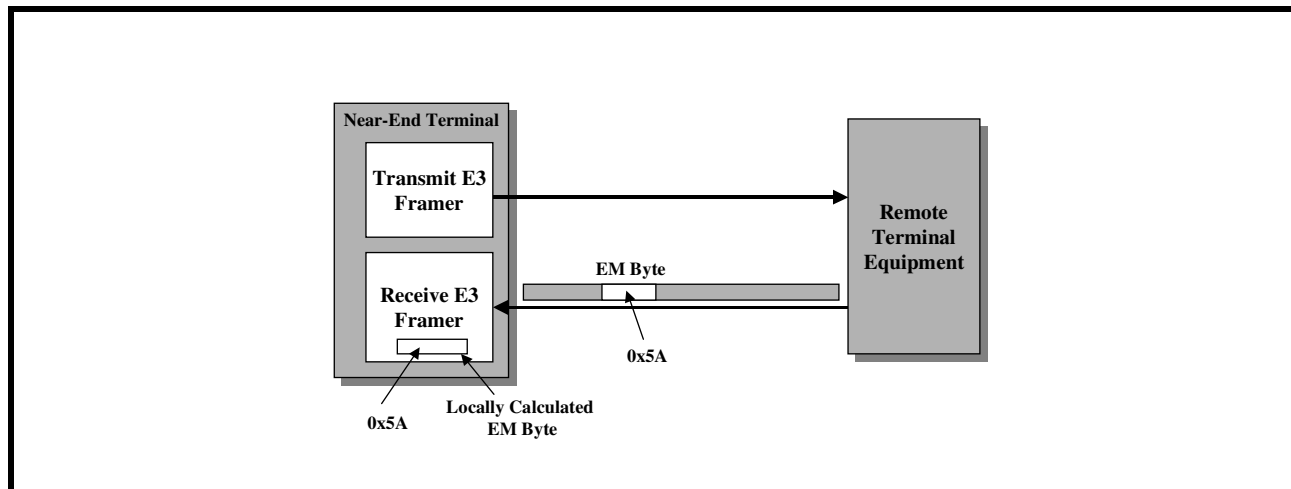 Near-End Terminal
Transmit E3
Framer
Remote
Terminal
Equipment
EM Byte
Receive E3
Framer
0x5A
Locally Calculated
EM Byte
0x5A